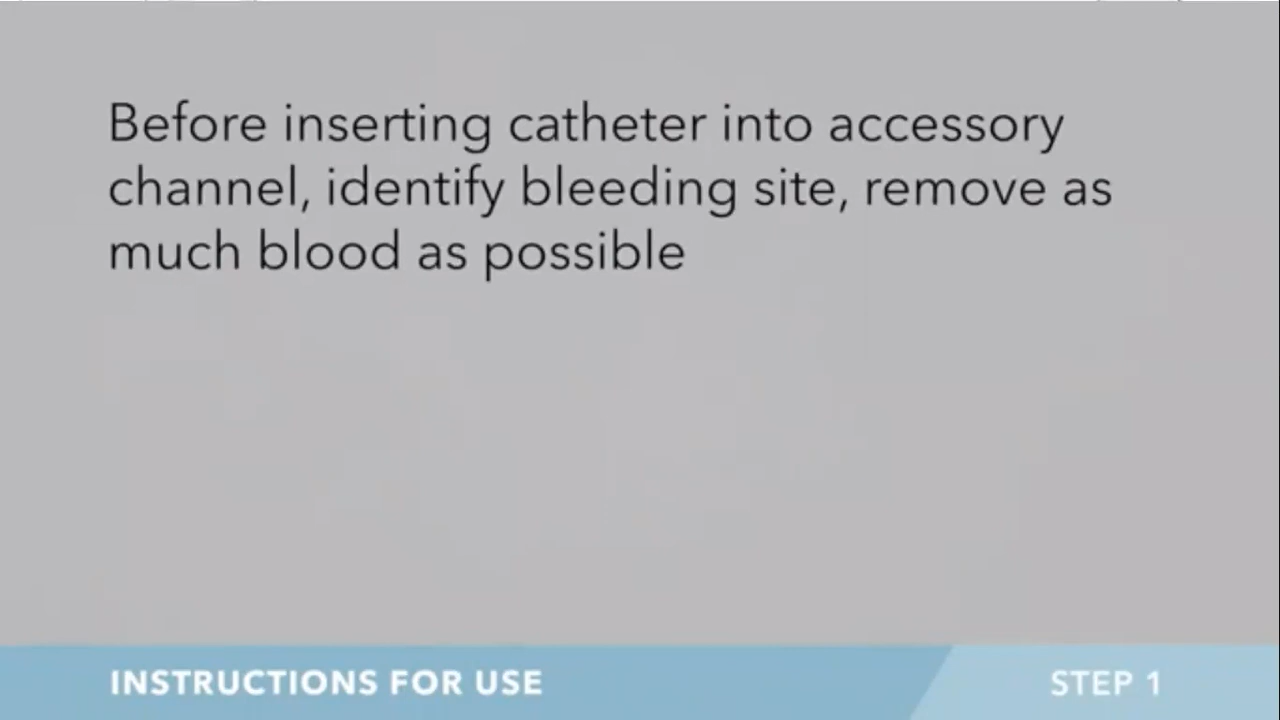 Before inserting catheter into accessory
channel, identify bleeding site, remove as
much blood as possible
INSTRUCTIONS FOR USE
STEP 1